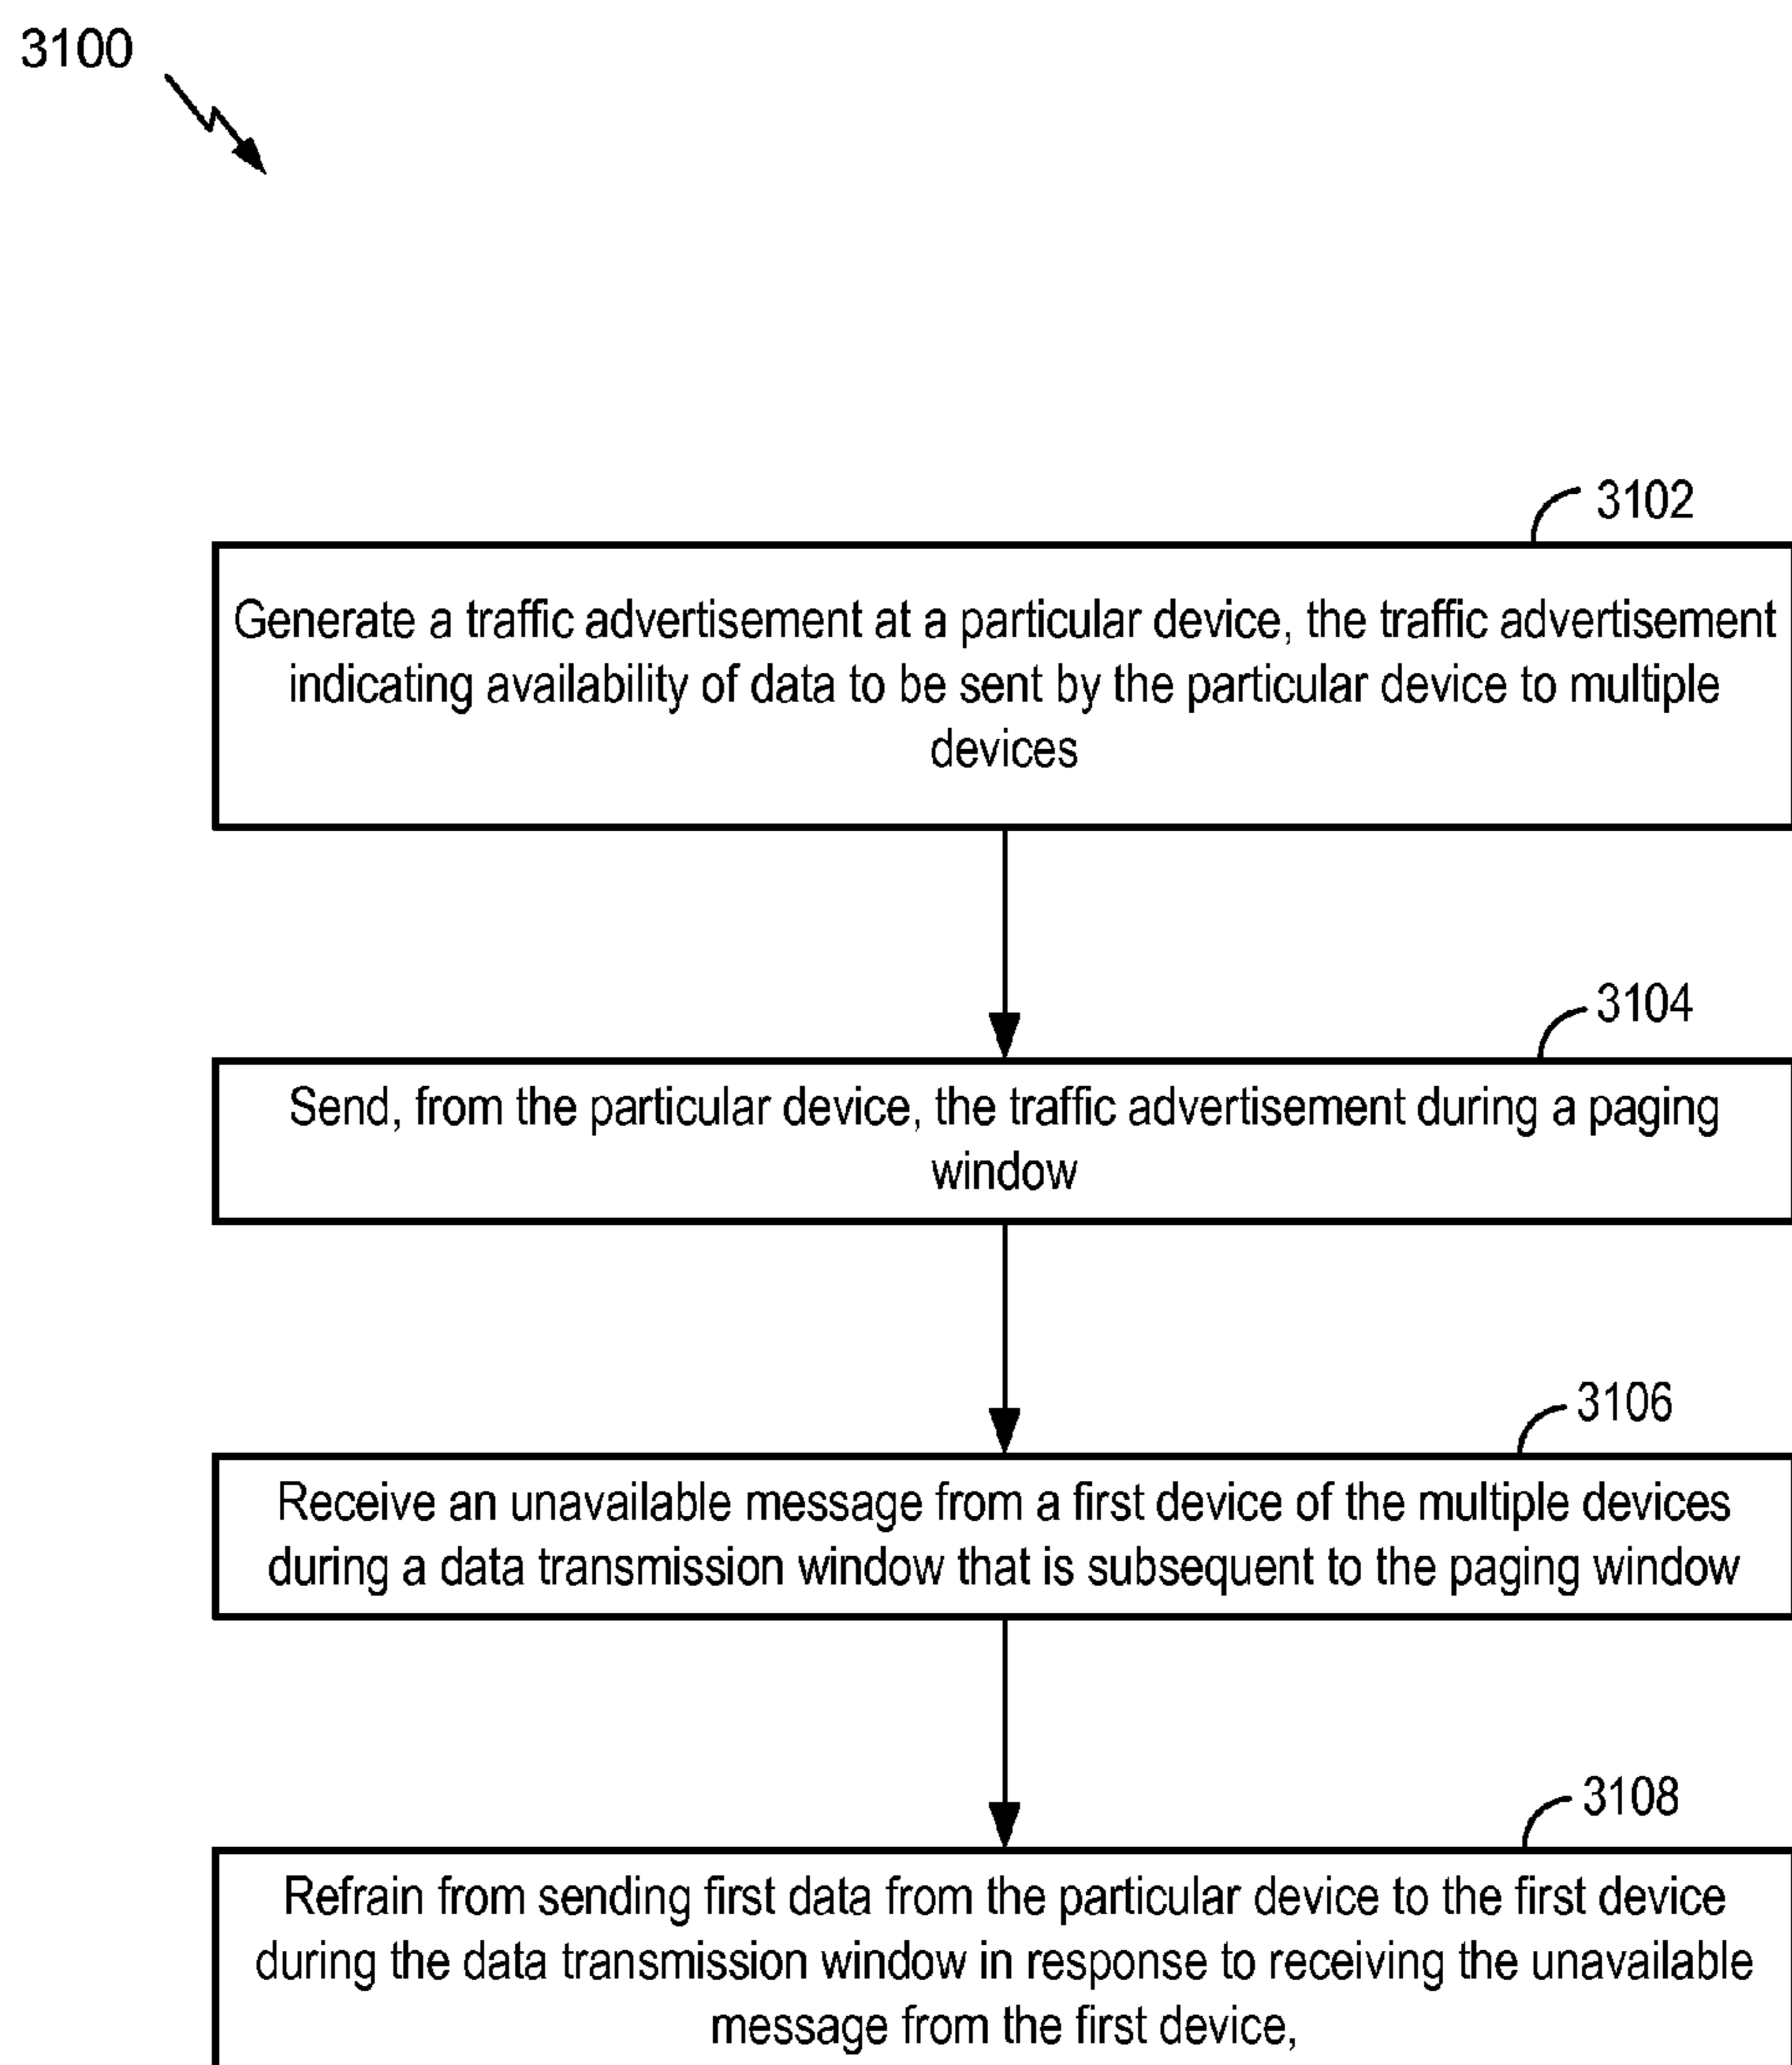 3100
3102
Generate a traffic advertisement at a particular device, the traffic advertisement
indicating availability of data to be sent by the particular device to multiple
devices
3104
Send, from the particular device, the traffic advertisement during a paging
window
3106
Receive an unavailable message from a first device of the multiple devices
during a data transmission window that is subsequent to the paging window
3108
Refrain from sending first data from the particular device to the first device
during the data transmission window in response to receiving the unavailable
message from the first device,